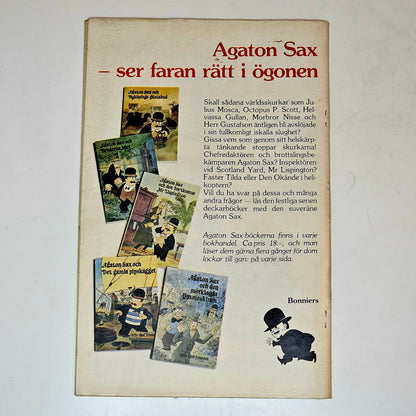 Agaton Sax
– ser faran rätt i ögonen
Skall sådana världsskurkar som Ju-
lius Mosca, Octopus P. Scott, Hel-
vassa Gullan, Morbror Nisse och
Herr Gustafson äntligen bli avslöjade
i sin fullkomligt iskalla slughet?
Gissa vem som genom sitt helskärp-
ta tänkande stoppar skurkarna!
Chefredaktören och brottslingsbe-
kämparen Agaton Sax? Inspektören
vid Scotland Yard, Mr Lispington?
Faster Tilda eller Den Okände i heli-
koptern?
Vill du ha svar på dessa och många
andra frågor — läs den festliga serien
deckarböcker med den suveräne
Agaton Sax.
Agaton Sax-böckerna finns i varje
bokhandel. Ca-pris 18:-, och man
läser dem gärna flera gånger för dom
lockar till garv på varje sida.
Bonniers
Agaton Sax och
Agaton Sax och
Agaton Sax
och den
Agaton Sax och
Det gamla pipskägget
Agaton Sax
och den
mörklagda